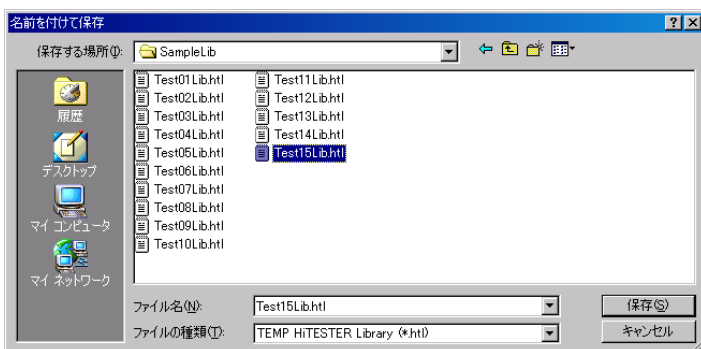 名前を付けて保存
保存する場所(I):
SampleLib
履歴
デスクトップ
マイ コンピュータ
マイ ネットワーク
Test01Lib.htl
Test02Lib.htl
Test03Lib.htl
Test04Lib.htl
Test05Lib.htl
Test06Lib.htl
Test07Lib.htl
Test08Lib.htl
Test09Lib.htl
Test10Lib.htl
Test11Lib.htl
Test12Lib.htl
Test13Lib.htl
Test14Lib.htl
Test15Lib.htl
ファイル名(N): Test15Lib.htl 保存(S)
ファイルの種類(T): TEMP HiTESTER Library (*.htl) キャンセル